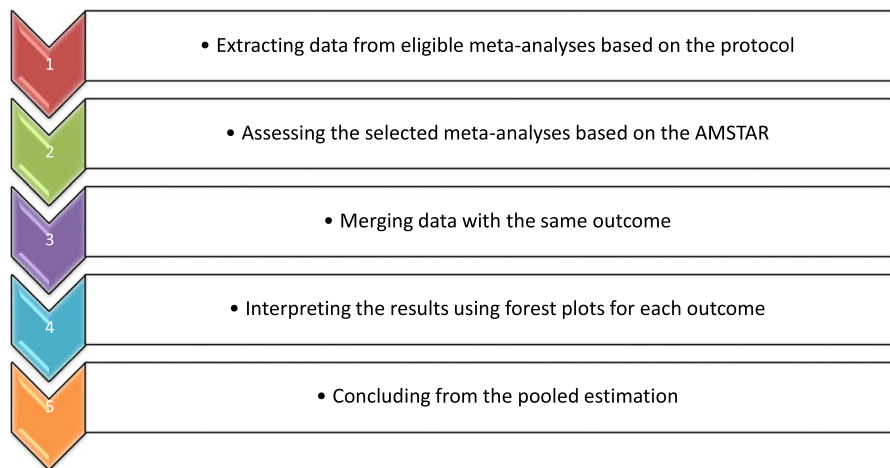 1
• Extracting data from eligible meta-analyses based on the protocol
2
• Assessing the selected meta-analyses based on the AMSTAR
3
• Merging data with the same outcome
4
• Interpreting the results using forest plots for each outcome
5
• Concluding from the pooled estimation